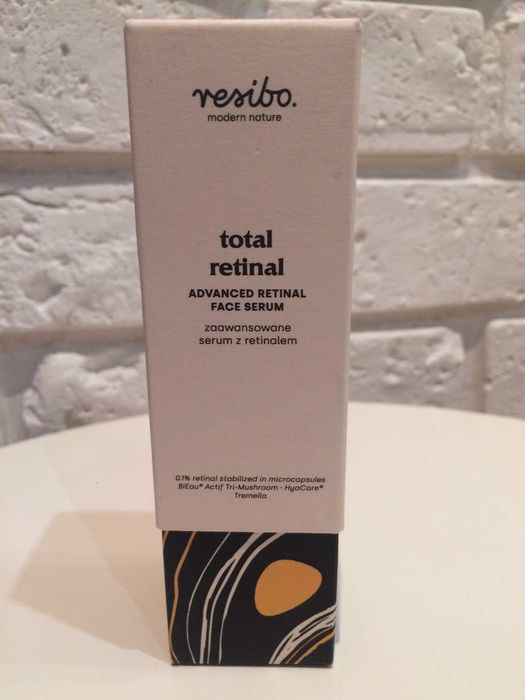 resibo.
modern nature
total
retinal
ADVANCED RETINAL
FACE SERUM
zaawansowane
serum z retinalem
0.1% retinal stabilized in microcapsules
BiEau® Actif Tri-Mushroom · HyaCare®
Tremella